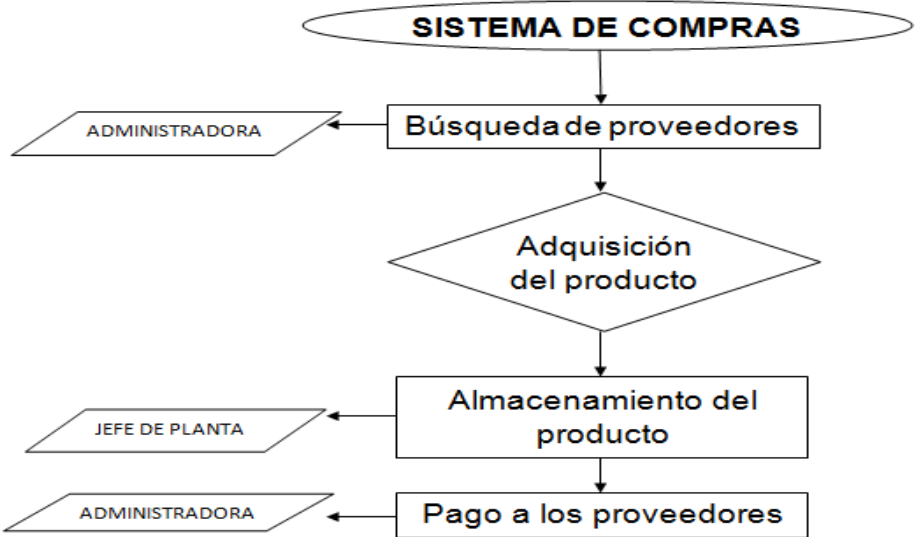 SISTEMA DE COMPRAS
ADMINISTRADORA
Búsqueda de proveedores
Adquisición
del producto
Almacenamiento del
producto
JEFE DE PLANTA
ADMINISTRADORA
Pago a los proveedores